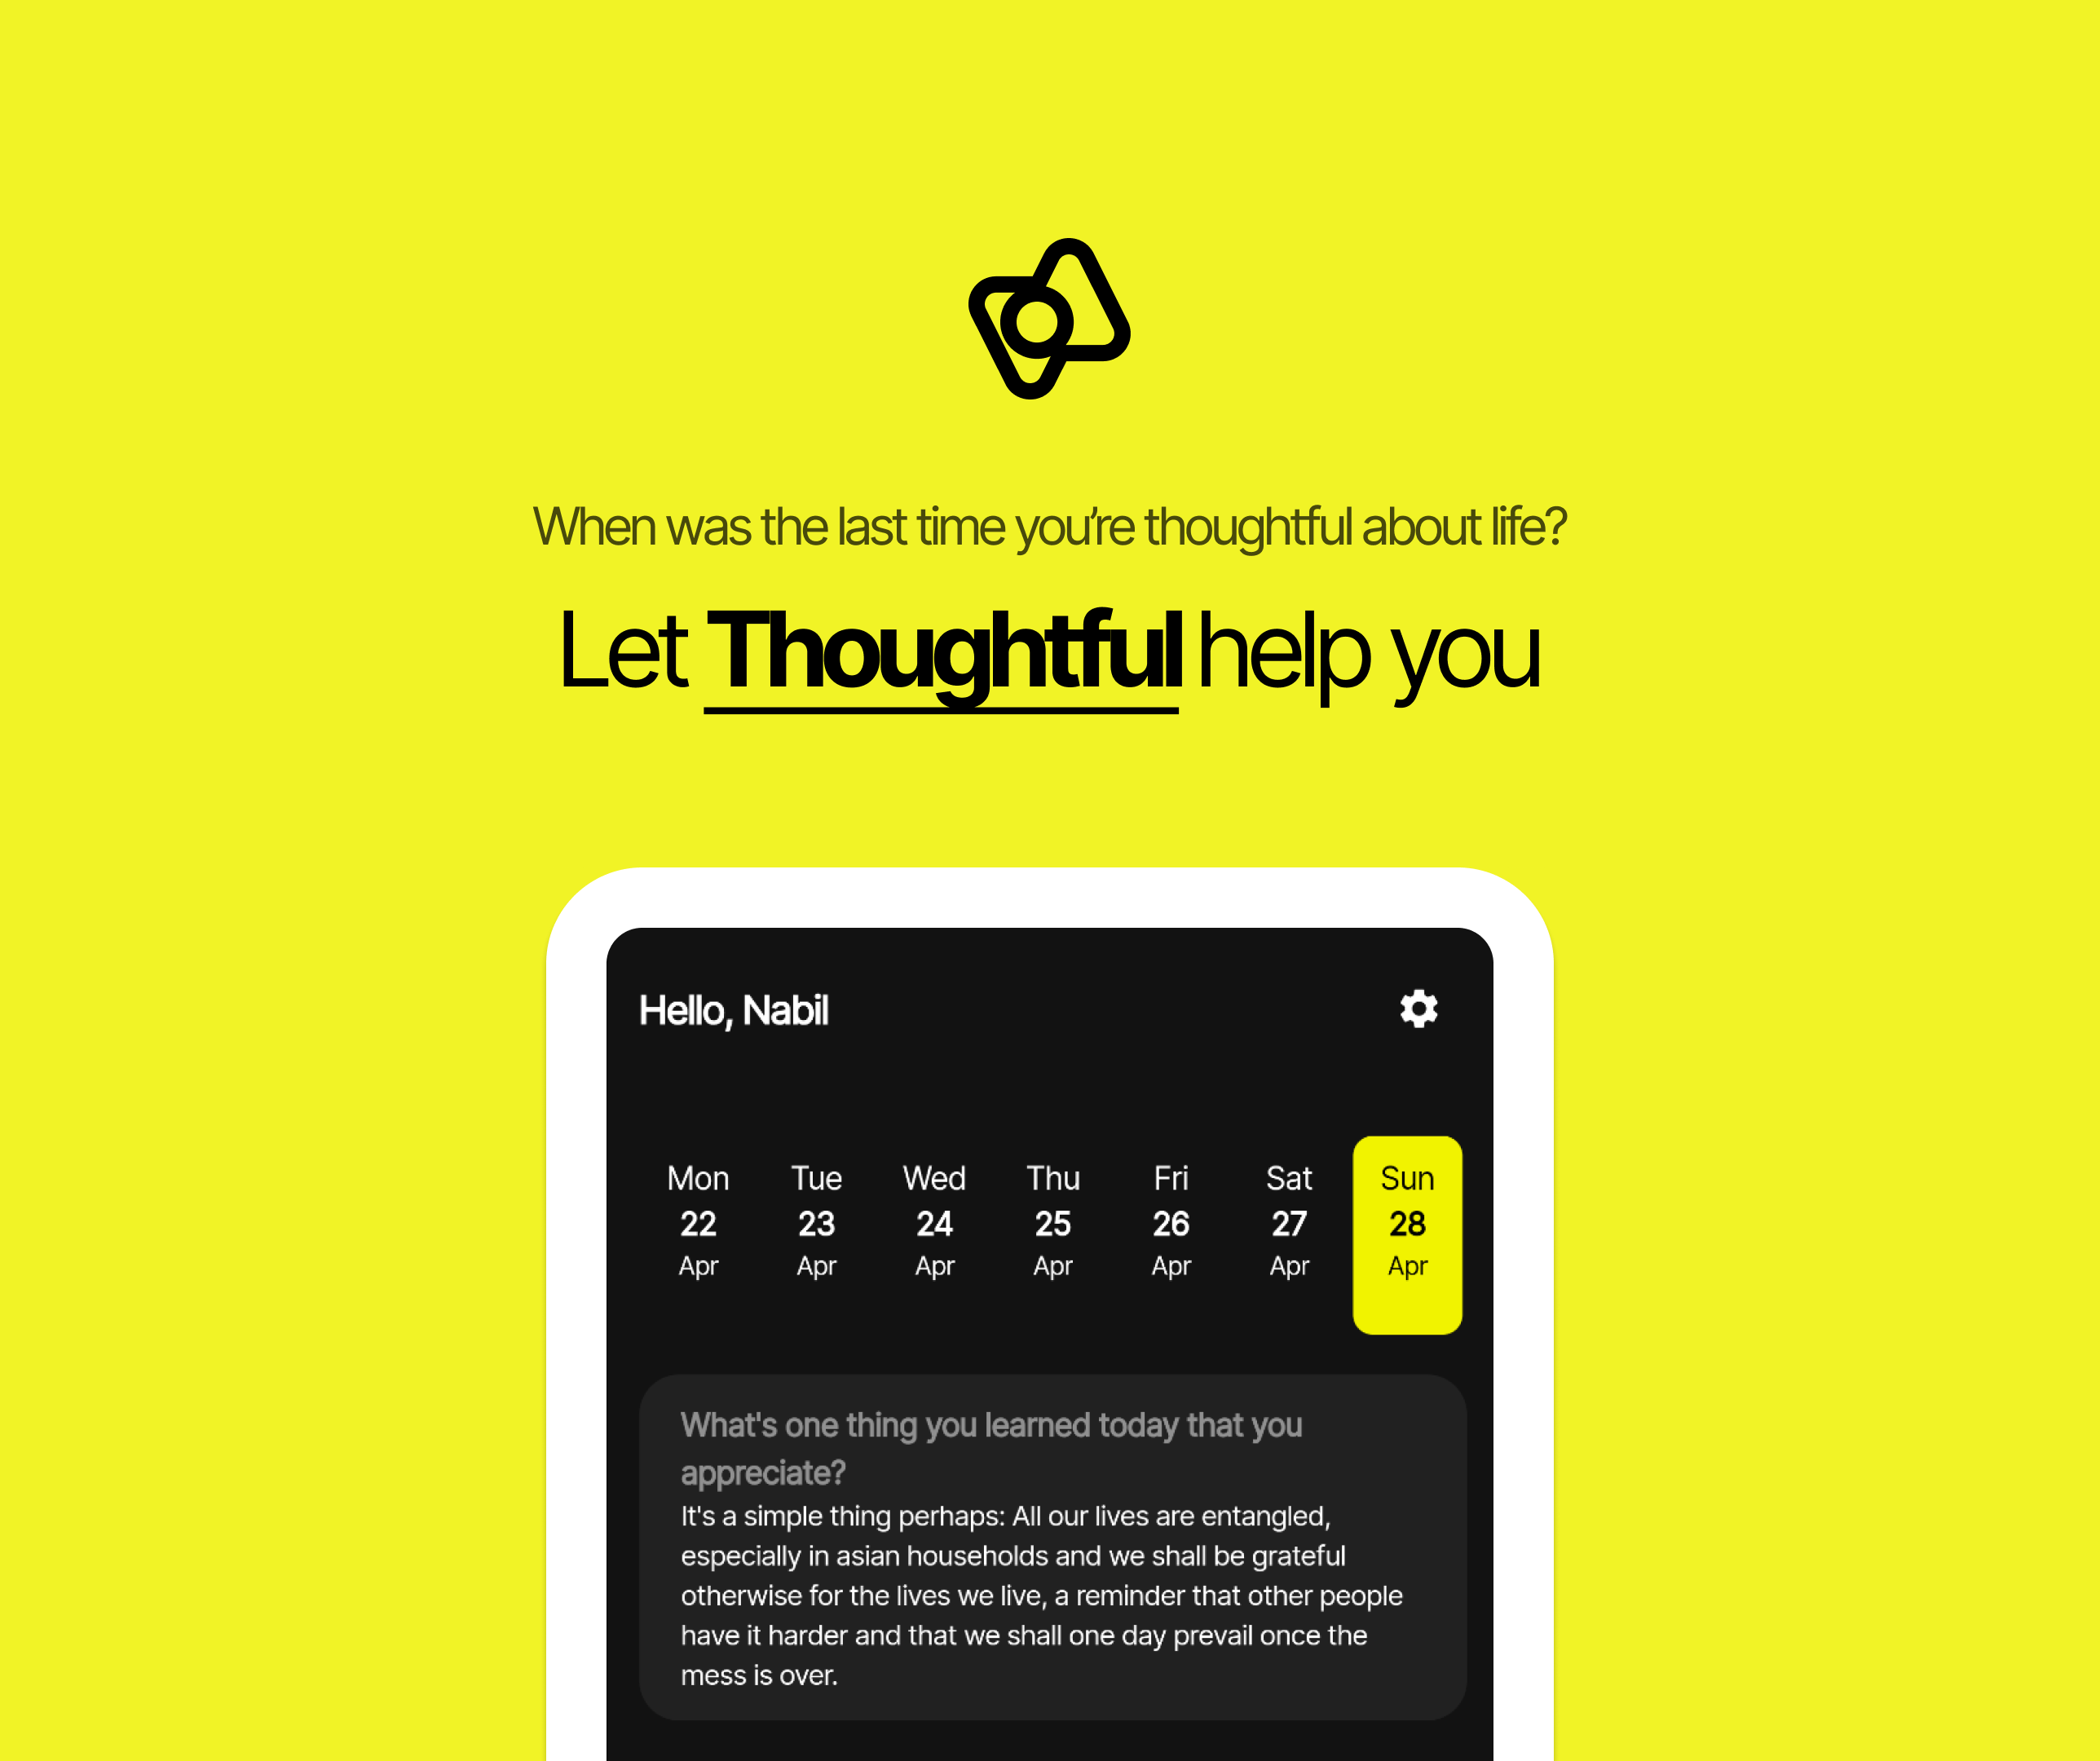 When was the last time you’re thoughtful about life?
Let Thoughtful help you
Hello, Nabil
Mon Tue Wed Thu Fri Sat Sun
22 23 24 25 26 27 28
Apr Apr Apr Apr Apr Apr Apr
What's one thing you learned today that you
appreciate?
It's a simple thing perhaps: All our lives are entangled,
especially in asian households and we shall be grateful
otherwise for the lives we live, a reminder that other people
have it harder and that we shall one day prevail once the
mess is over.